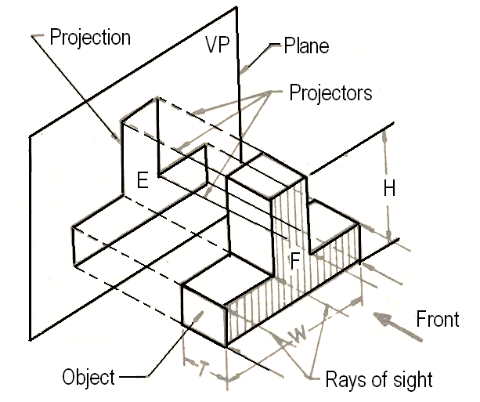 Projection
VP
Plane
Projectors
E
H
F
Front
W
T
Object
Rays of sight